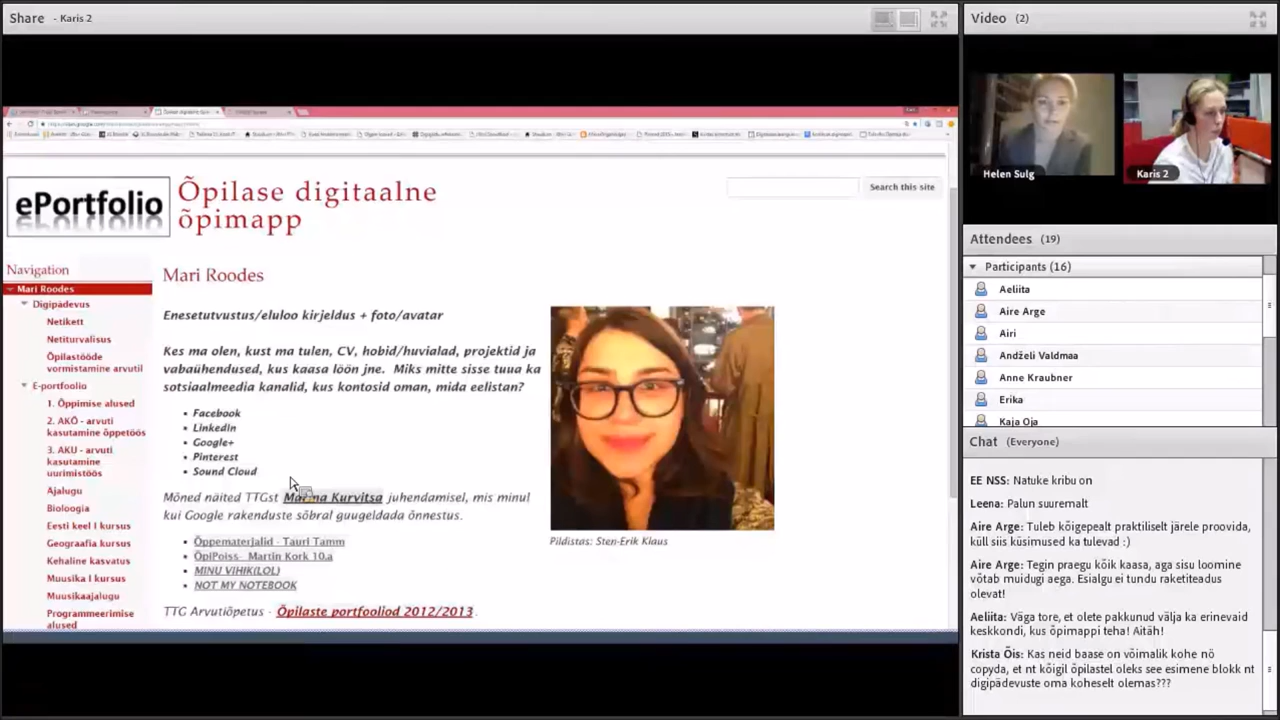 Share - Karis 2
Video (2)
Helen Sulg
Karis 2
Attendees (19)
Participants (16)
Aeliita
Aire Arge
Airi
Andželi Valdmaa
Anne Kraubner
Erika
Kaja Oja
Chat (Everyone)
EE NSS: Natuke kribu on
Leena: Palun suuremalt
Aire Arge: Tuleb kõigepealt praktiliselt järele proovida,
küll siis küsimused ka tulevad :)
Aire Arge: Tegin praegu kõik kaasa, aga sisu loomine
võtab muidugi aega. Esialgu ei tundu raketiteadus
olevat!
Aeliita: Väga tore, et olete pakkunud välja ka erinevaid
keskkondi, kus õpimappi teha! Aitäh!
Krista Õis: Kas neid baase on võimalik kohe nö
copyda, et nt kõigil õpilastel oleks see esimene blokk nt
digipädevuste oma koheselt olemas???
ePortfolio
Õpilase digitaalne
õpimapp
Search this site
Navigation
Mari Roodes
Digipädevus
Netikett
Netiturvalisus
Õpilastööde
vormistamine arvutil
E-portfolio
1. Õppimise alused
2. AKÕ - arvuti
kasutamine õppetöös
3. AKU - arvuti
kasutamine
uurimistöös
Ajalugu
Bioloogia
Eesti keel I kursus
Geograafia kursus
Kehaline kasvatus
Muusika I kursus
Muusikaajalugu
Programmeerimise
alused
Mari Roodes
Enesetutvustus/eluloo kirjeldus + foto/avatar
Kes ma olen, kust ma tulen, CV, hobid/huvialad, projektid ja
vabaühendused, kus kaasa löön jne. Miks mitte sisse tuua ka
sotsiaalmeedia kanalid, kus kontosid oman, mida eelistan?
Facebook
LinkedIn
Google+
Pinterest
Sound Cloud
Mõned näited TTGst Kurvitsa juhendamisel, mis minul
kui Google rakenduste sõbral guugeldada õnnestus.
Õppematerjalid - Tauri Tamm
ÕpiPoiss- Martin Kork 10.a
MINU VIHIK(LOL)
NOT MY NOTEBOOK
TTG Arvutiõpetus - Õpilaste portfooliod 2012/2013 .
Pildistas: Sten-Erik Klaus